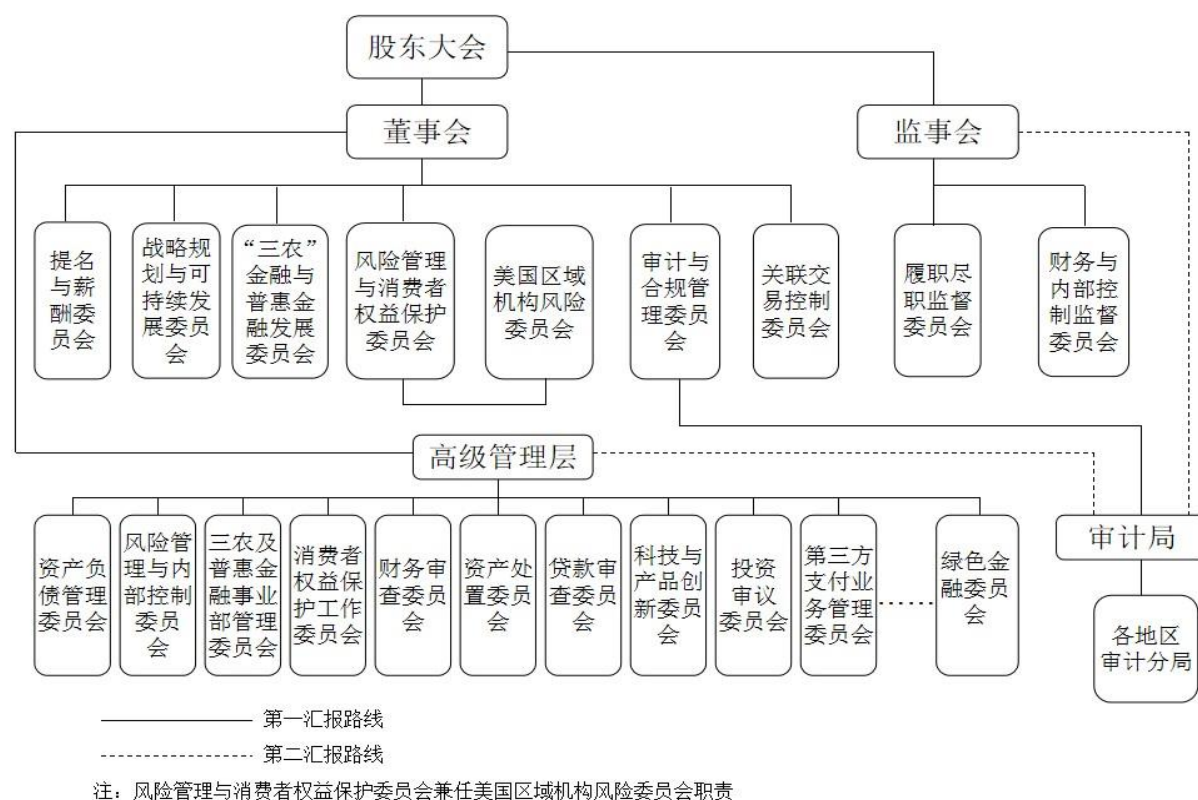 股东大会
董事会
监事会
提名
与薪
酬委
员会
战略规
划与可
持续发
展委员
会
“三农”
金融与
普惠金
融发展
委员会
风险管理
与消费者
权益保护
委员会
美国区域
机构风险
委员会
审计与
合规管
理委员
会
关联交
易控制
委员会
履职尽
职监督
委员会
财务与
内部控
制监督
委员会
高级管理层
资产负
债管理
委员会
风险管
理与内
部控制
委员
会
三农及
普惠金
融事业
部管理
委员会
消费者
权益保
护工作
委员会
财务审
查委员
会
资产处
置委员
会
贷款审
查委员
会
科技与
产品创
新委员
会
投资
审议
委员会
第三方
支付业
务管理
委员会
绿色金
融委员
会
审计局
各地区
审计分局
第一汇报路线
第二汇报路线
注：风险管理与消费者权益保护委员会兼任美国区域机构风险委员会职责